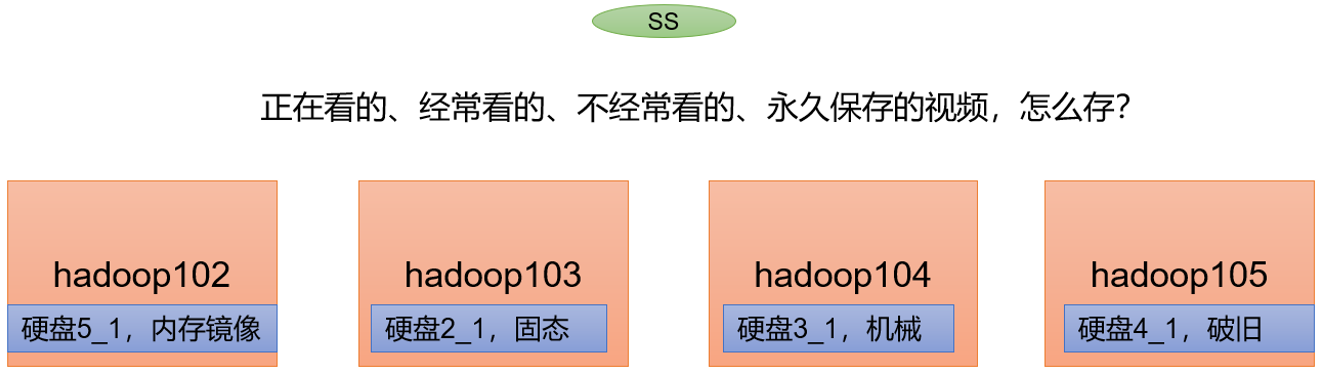 SS
正在看的、经常看的、不经常看的、永久保存的视频，怎么存？
hadoop102
hadoop103
hadoop104
hadoop105
硬盘5_1，内存镜像
硬盘2_1，固态
硬盘3_1，机械
硬盘4_1，破旧